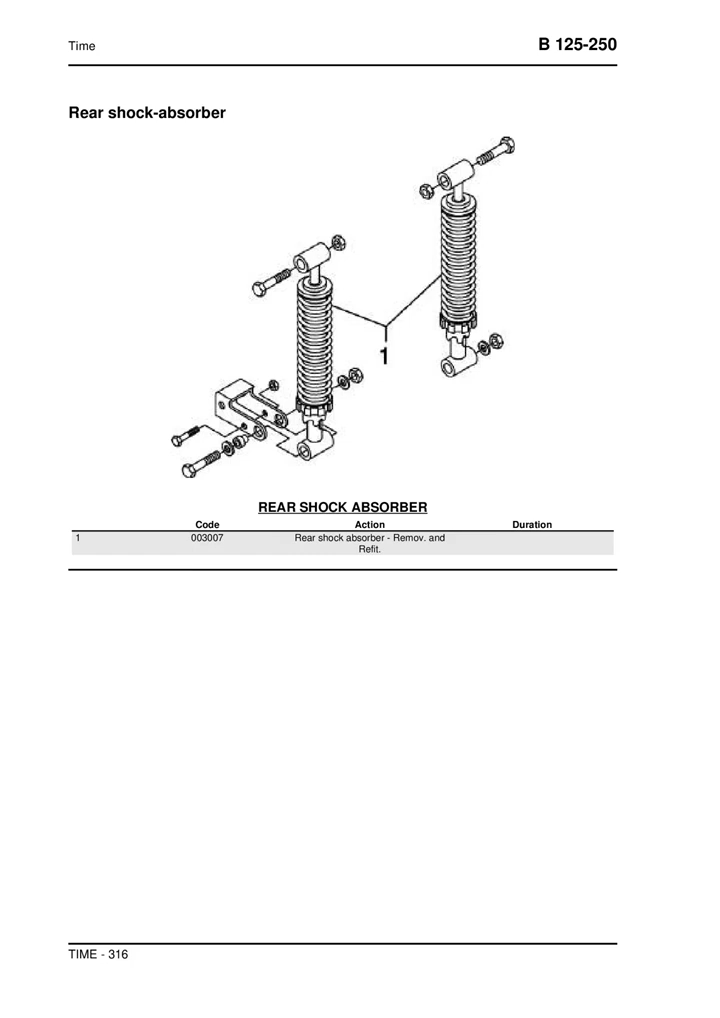 Time
B 125-250
Rear shock-absorber
1
REAR SHOCK ABSORBER
Code Action Duration
1 003007 Rear shock absorber - Remov. and
Refit.
TIME - 316